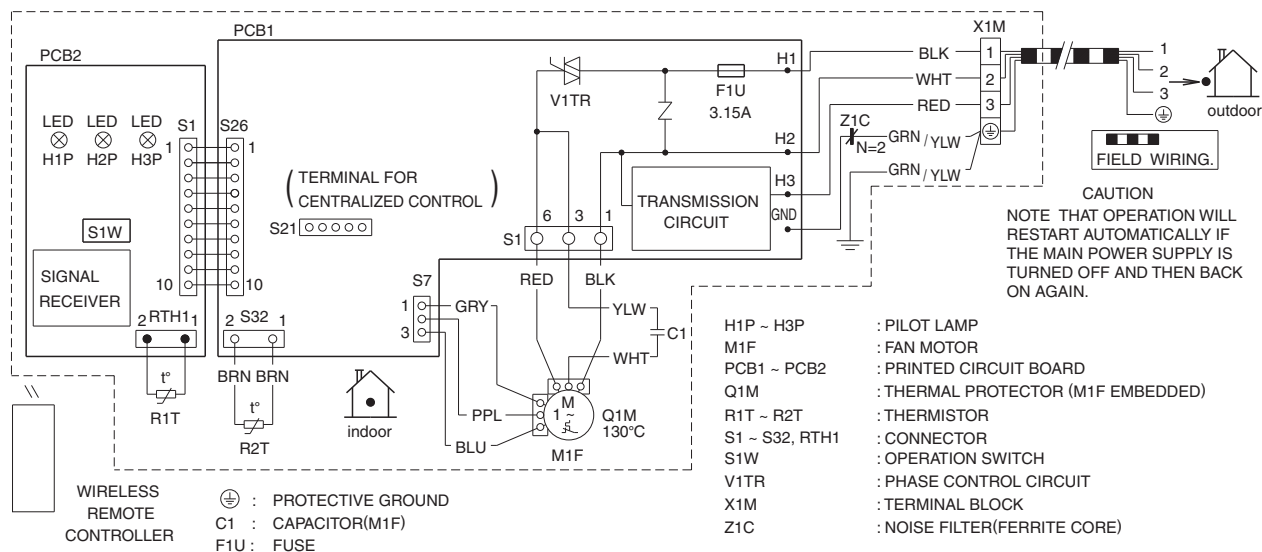 PCB1
X1M
PCB2
H1
BLK
1
1
WHT
2
2
RED
3
3
outdoor
V1TR
F1U
3.15A
LED LED LED
H1P H2P H3P
S1 S26
1 1
Z1C
N=2
GRN / YLW
GRN / YLW
H2
FIELD WIRING.
(TERMINAL FOR
CENTRALIZED CONTROL)
S21
TRANSMISSION
CIRCUIT
H3
GND
CAUTION
NOTE THAT OPERATION WILL
RESTART AUTOMATICALLY IF
THE MAIN POWER SUPPLY IS
TURNED OFF AND THEN BACK
ON AGAIN.
6 3 1
S1
S1W
SIGNAL
RECEIVER
10 10
S7
1
3
GRY
RED BLK
YLW
C1
WHT
2 RTH1 1
2 S32 1
t°
R1T
BRN BRN
t°
R2T
indoor
PPL
BLU
M
1 ~
Q1M
130°C
M1F
H1P ~ H3P : PILOT LAMP
M1F : FAN MOTOR
PCB1 ~ PCB2 : PRINTED CIRCUIT BOARD
Q1M : THERMAL PROTECTOR (M1F EMBEDDED)
R1T ~ R2T : THERMISTOR
S1 ~ S32, RTH1 : CONNECTOR
S1W : OPERATION SWITCH
V1TR : PHASE CONTROL CIRCUIT
X1M : TERMINAL BLOCK
Z1C : NOISE FILTER(FERRITE CORE)
WIRELESS
REMOTE
CONTROLLER
: PROTECTIVE GROUND
C1 : CAPACITOR(M1F)
F1U : FUSE